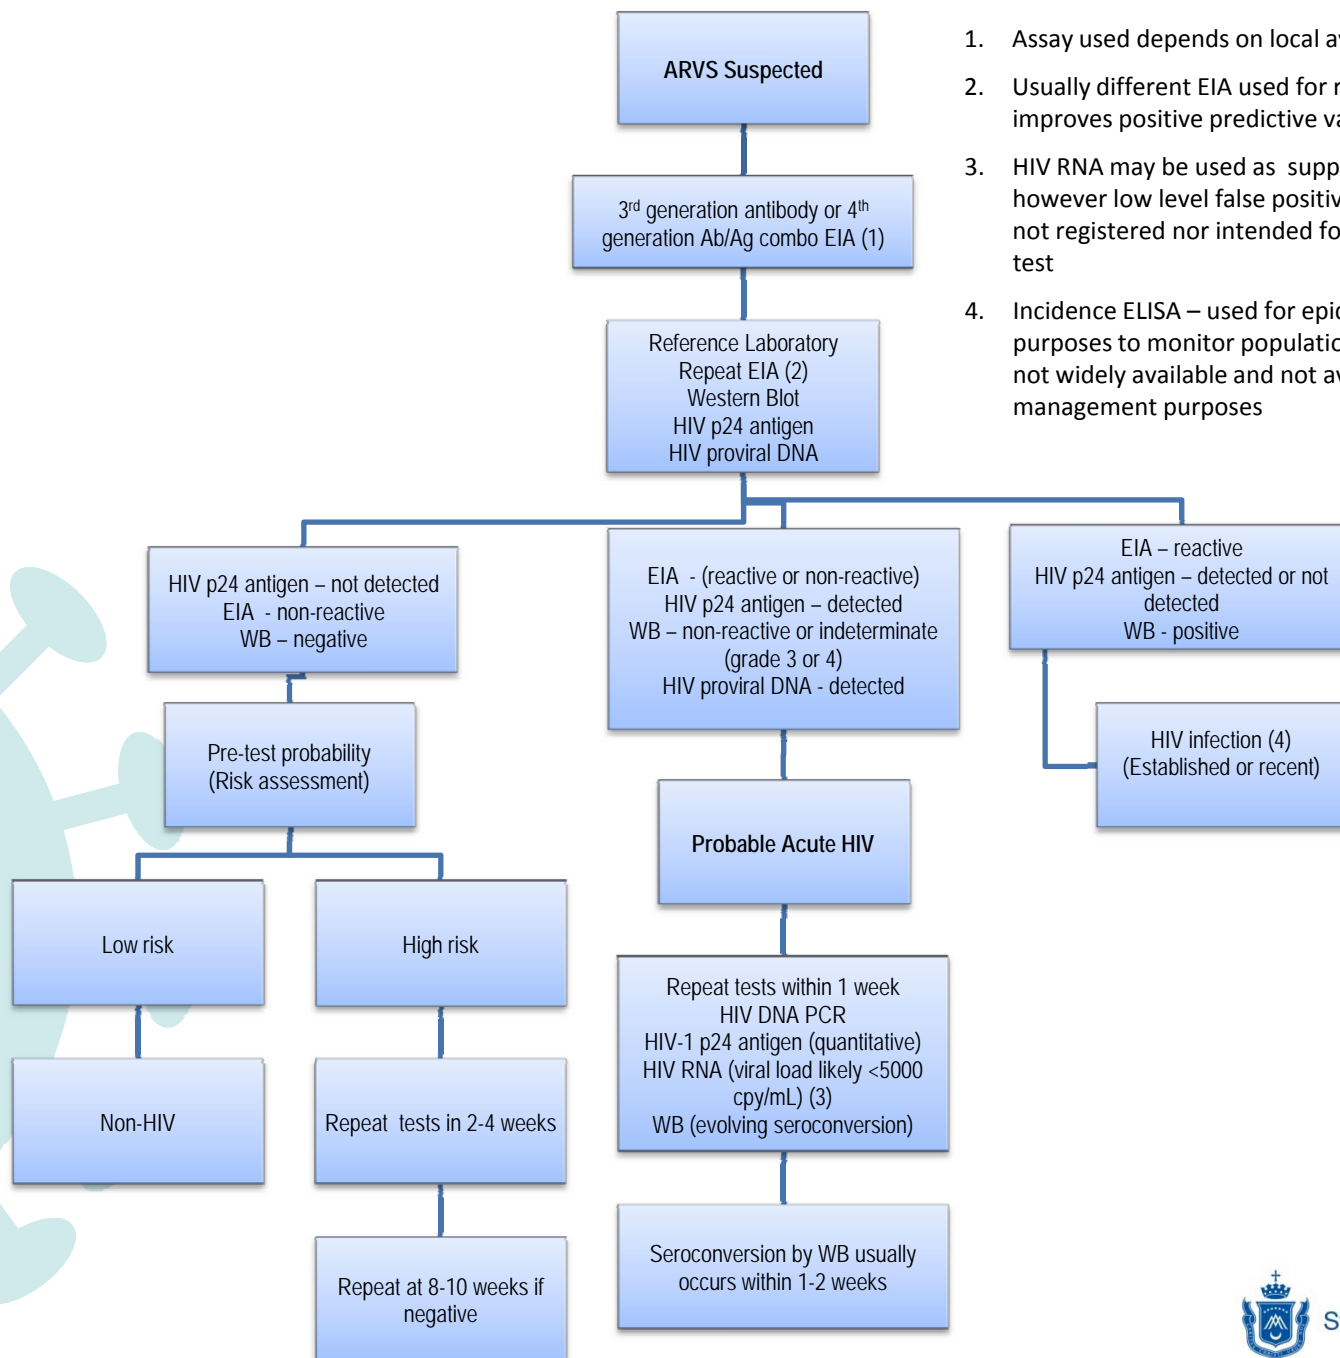 ARVS Suspected
1. Assay used depends on local
2. Usually different EIA used for
improves positive predictive
3. HIV RNA may be used as
however low level false
not registered nor intended
test
4. Incidence ELISA – used for
purposes to monitor
not widely available and not
management purposes
3rd generation antibody or 4th
generation Ab/Ag combo EIA (1)
Reference Laboratory
Repeat EIA (2)
Western Blot
HIV p24 antigen
HIV proviral DNA
HIV p24 antigen – not detected
EIA - non-reactive
WB – negative
EIA - (reactive or non-reactive)
HIV p24 antigen – detected
WB – non-reactive or indeterminate
(grade 3 or 4)
HIV proviral DNA - detected
EIA – reactive
HIV p24 antigen – detected or not
detected
WB - positive
Pre-test probability
(Risk assessment)
HIV infection (4)
(Established or recent)
Probable Acute HIV
Low risk
High risk
Repeat tests within 1 week
HIV DNA PCR
HIV-1 p24 antigen (quantitative)
HIV RNA (viral load likely <5000
cpy/mL) (3)
WB (evolving seroconversion)
Non-HIV
Repeat tests in 2-4 weeks
Seroconversion by WB usually
occurs within 1-2 weeks
Repeat at 8-10 weeks if
negative